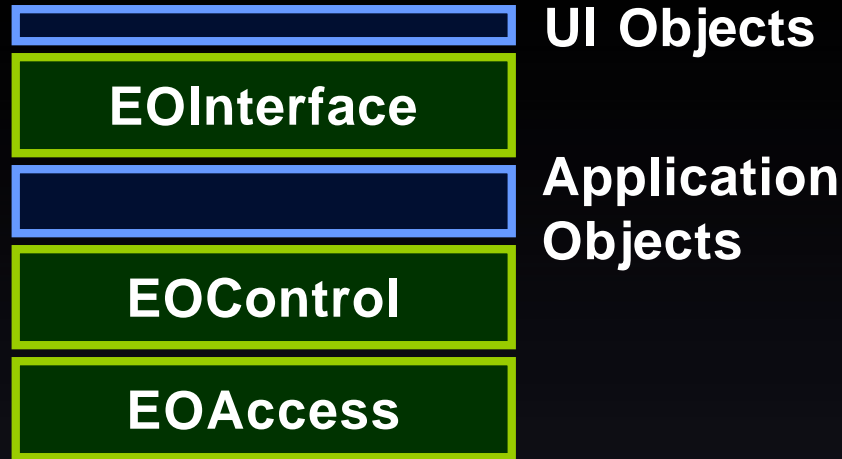 UI Objects
EOInterface
Application
Objects
EOControl
EOAccess